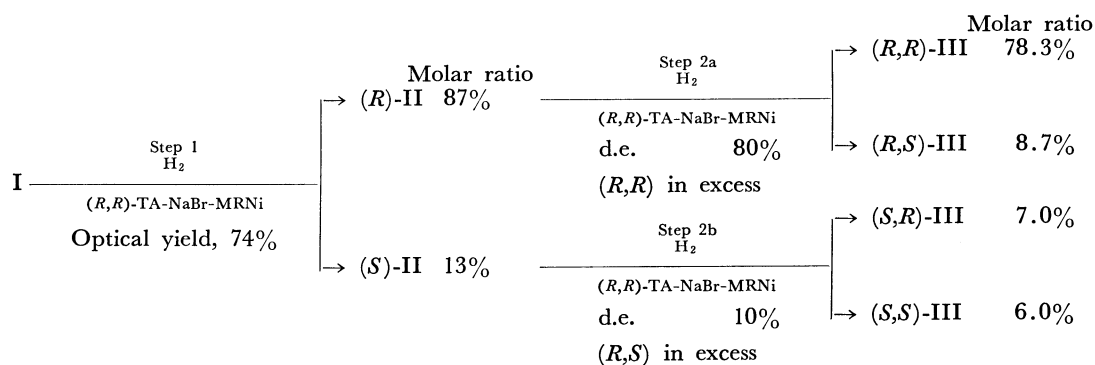 Molar ratio
(R,R)-III 78.3%
Step 2a
H₂
Molar ratio
(R)-II 87%
(R,R)-TA-NaBr-MRNi
d.e. 80%
(R,R) in excess
(R,S)-III 8.7%
Step 1
H₂
I
(R,R)-TA-NaBr-MRNi
Optical yield, 74%
(S,R)-III 7.0%
Step 2b
H₂
(S)-II 13%
(R,R)-TA-NaBr-MRNi
d.e. 10%
(R,S) in excess
(S,S)-III 6.0%